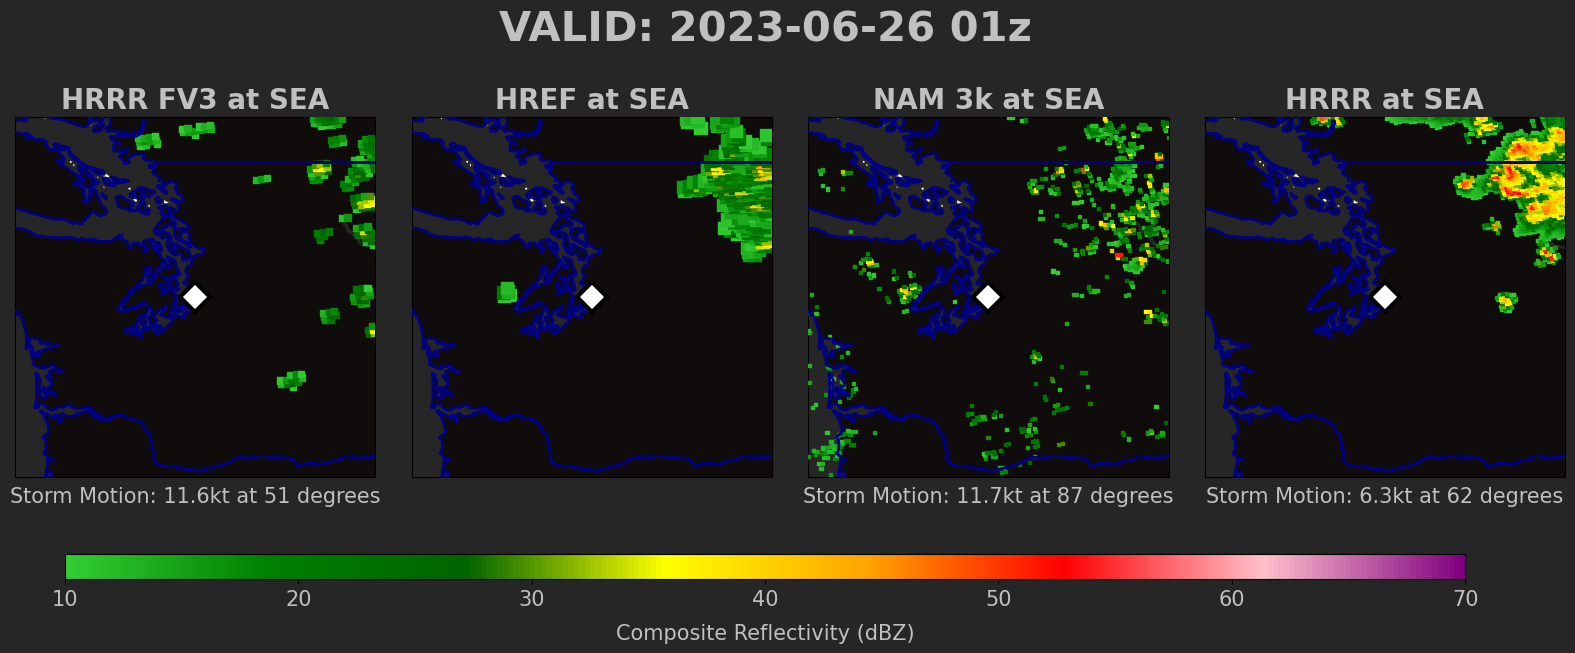 VALID: 2023-06-26 01z
HRRR FV3 at SEA
HREF at SEA
NAM 3k at SEA
HRRR at SEA
Storm Motion: 11.6kt at 51 degrees
Storm Motion: 11.7kt at 87 degrees
Storm Motion: 6.3kt at 62 degrees
10 20 30 40 50 60 70
Composite Reflectivity (dBZ)